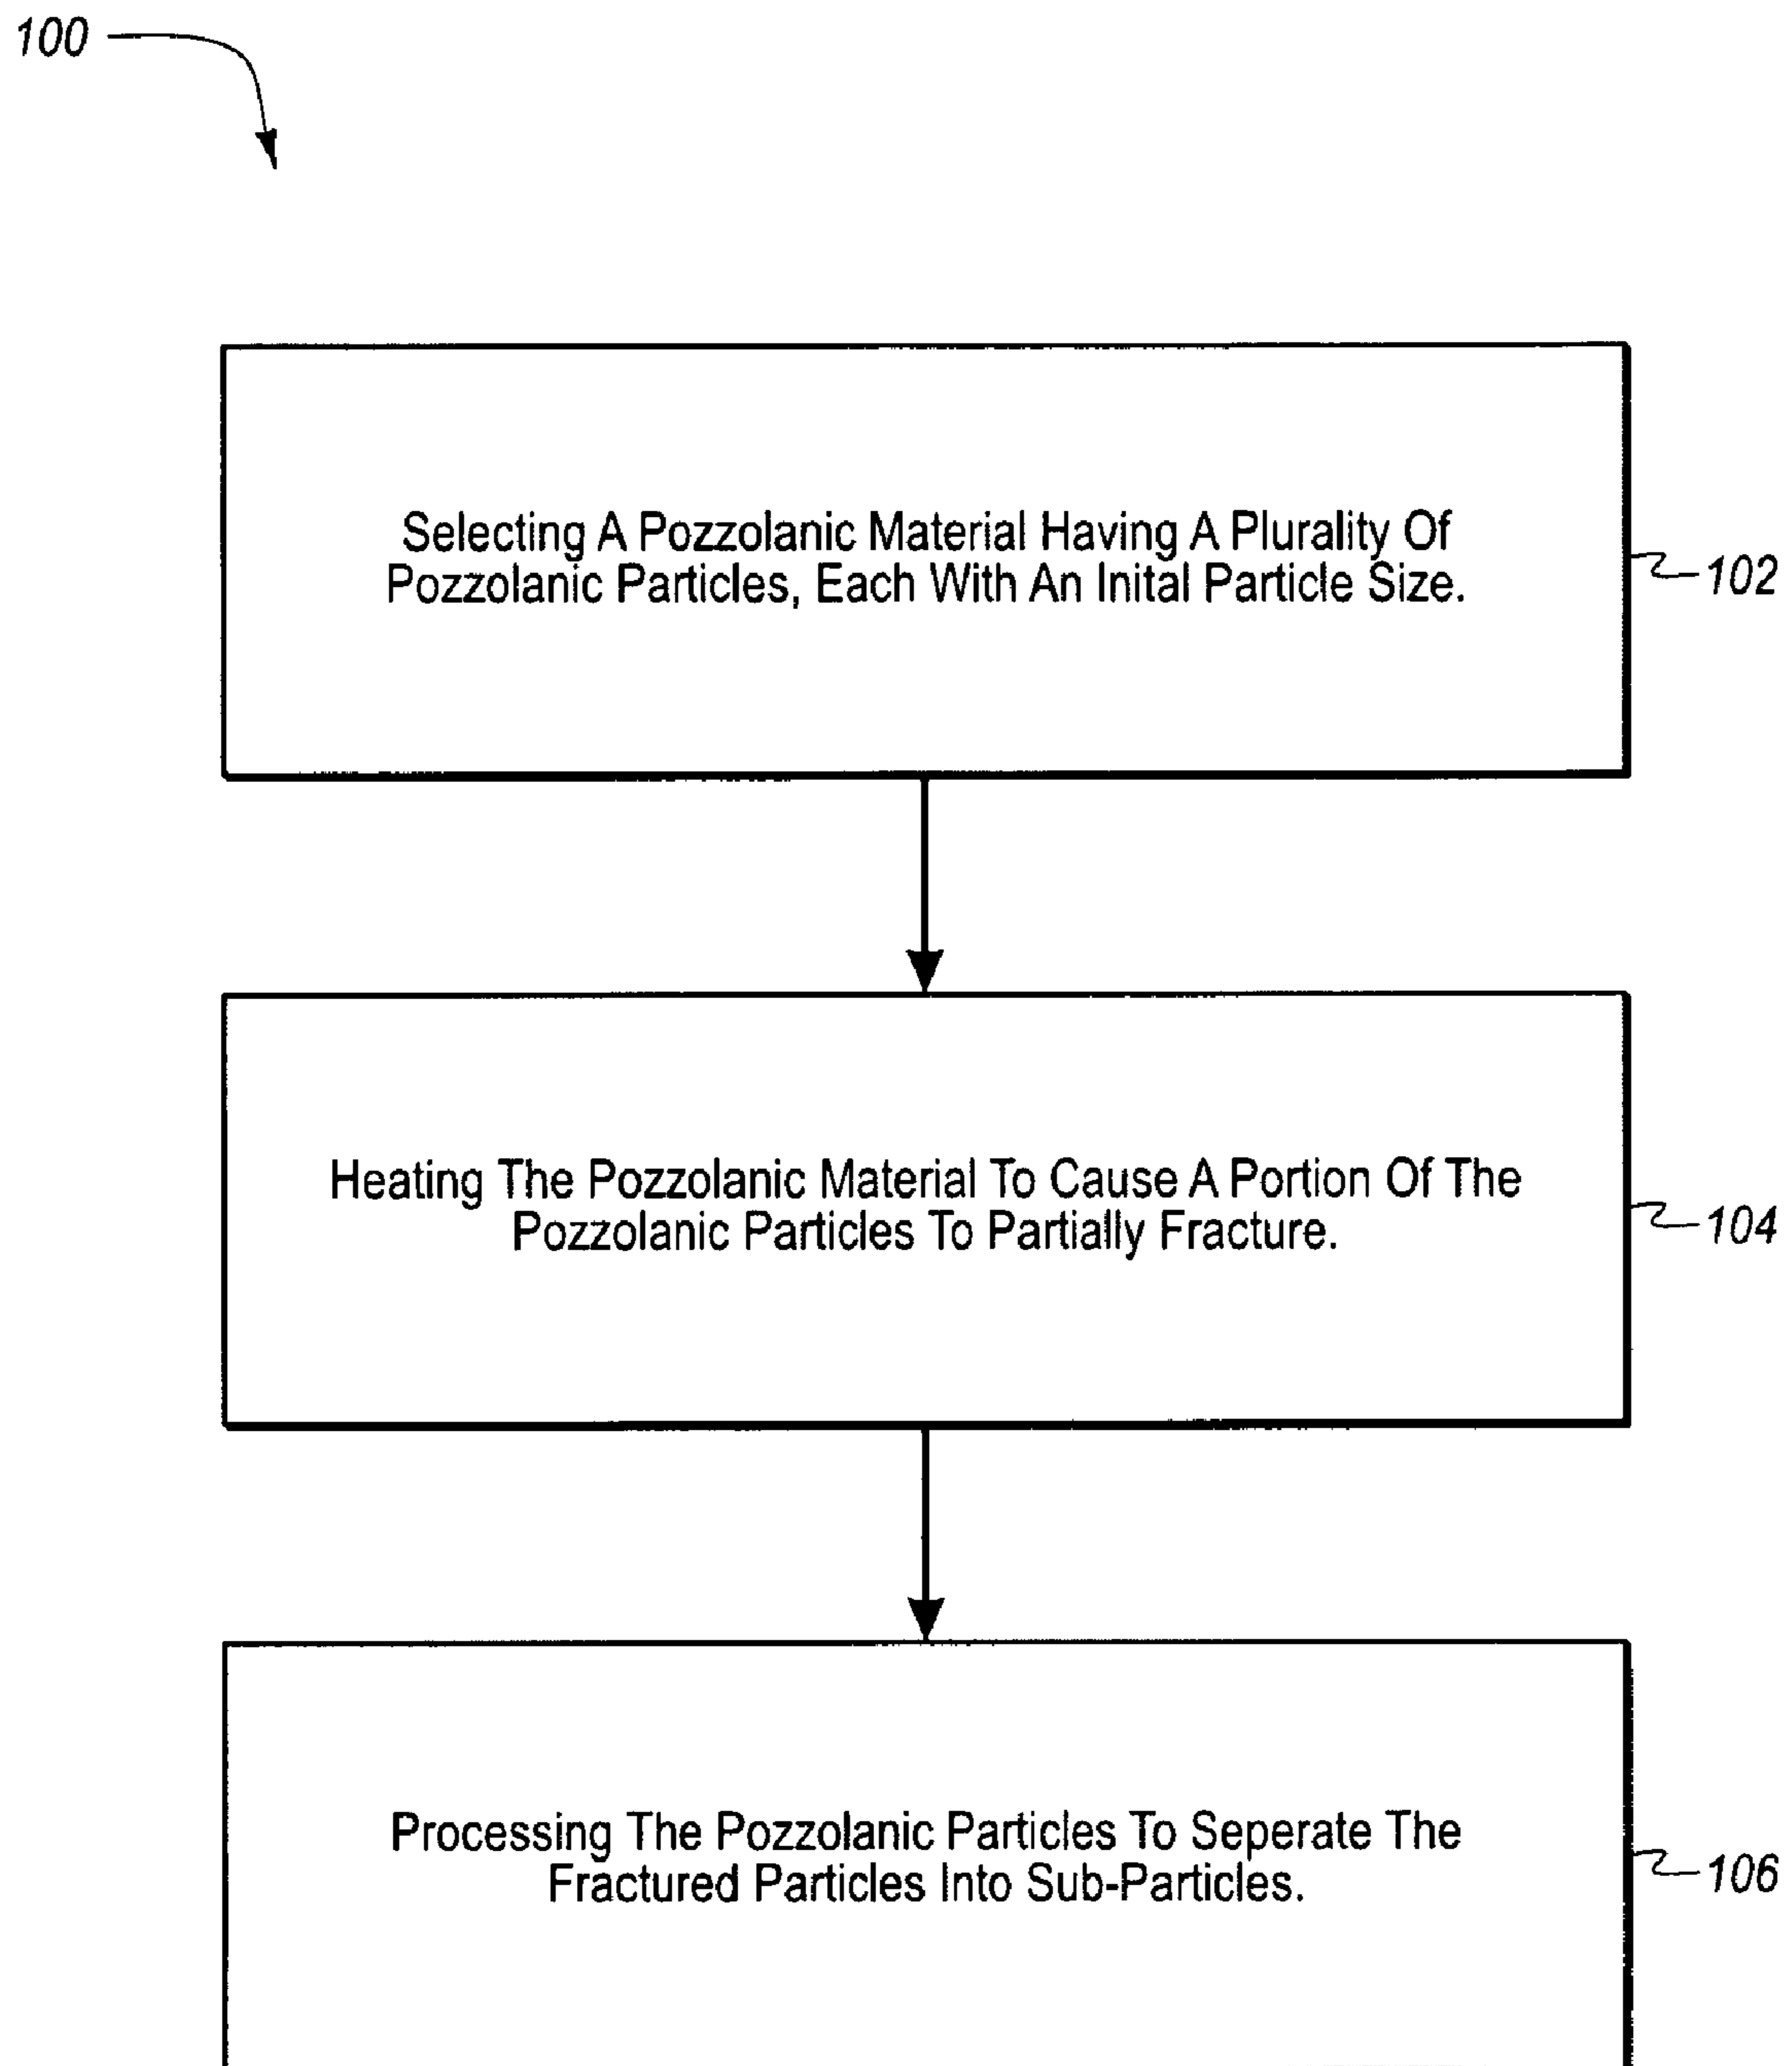 100
Selecting A Pozzolanic Material Having A Plurality Of
Pozzolanic Particles, Each With An Inital Particle Size.
102
Heating The Pozzolanic Material To Cause A Portion Of The
Pozzolanic Particles To Partially Fracture.
104
Processing The Pozzolanic Particles To Seperate The
Fractured Particles Into Sub-Particles.
106